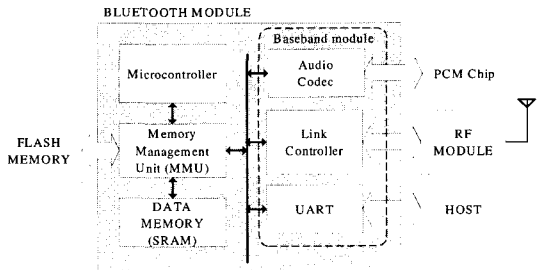 BLUETOOTH MODULE
Baseband module
Microcontroller
Audio
Codec
PCM Chip
FLASH
MEMORY
Memory
Management
Unit (MMU)
Link
Controller
RF
MODULE
DATA
MEMORY
(SRAM)
UART
HOST